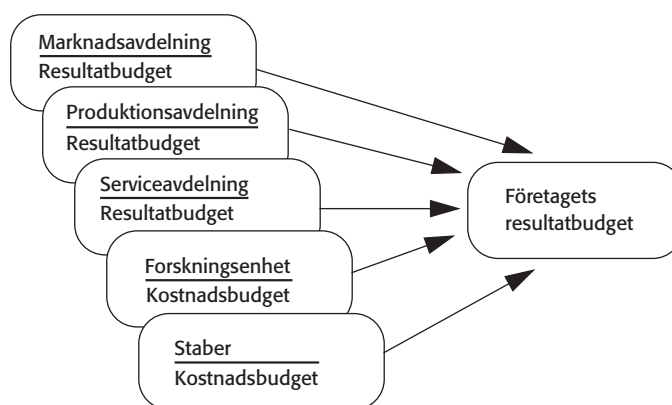 Marknadsavdelning
Resultatbudget
Produktionsavdelning
Resultatbudget
Serviceavdelning
Resultatbudget
Forskningsenhet
Kostnadsbudget
Staber
Kostnadsbudget
Företagets
resultatbudget